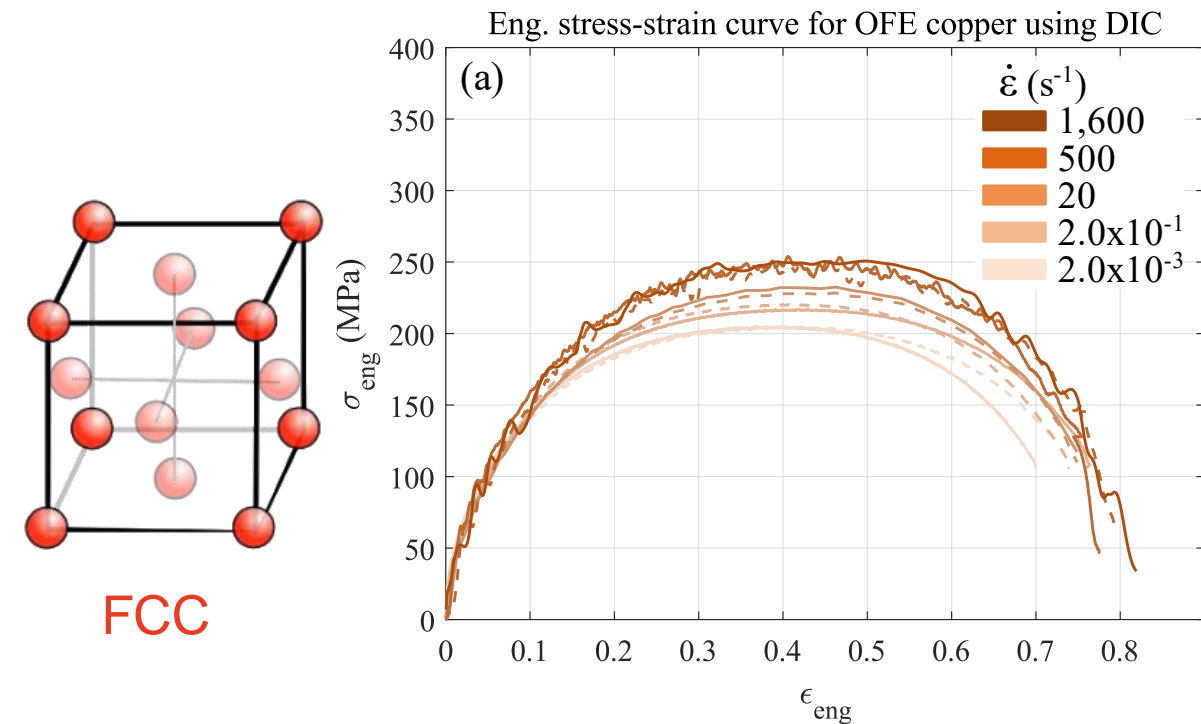 Eng. stress-strain curve for OFE copper using DIC
(a)
ε̇ (s⁻¹)
1,600
500
20
2.0x10⁻¹
2.0x10⁻³
400
350
300
250
200
150
100
50
0
σeng (MPa)
0 0.1 0.2 0.3 0.4 0.5 0.6 0.7 0.8
ϵeng
FCC